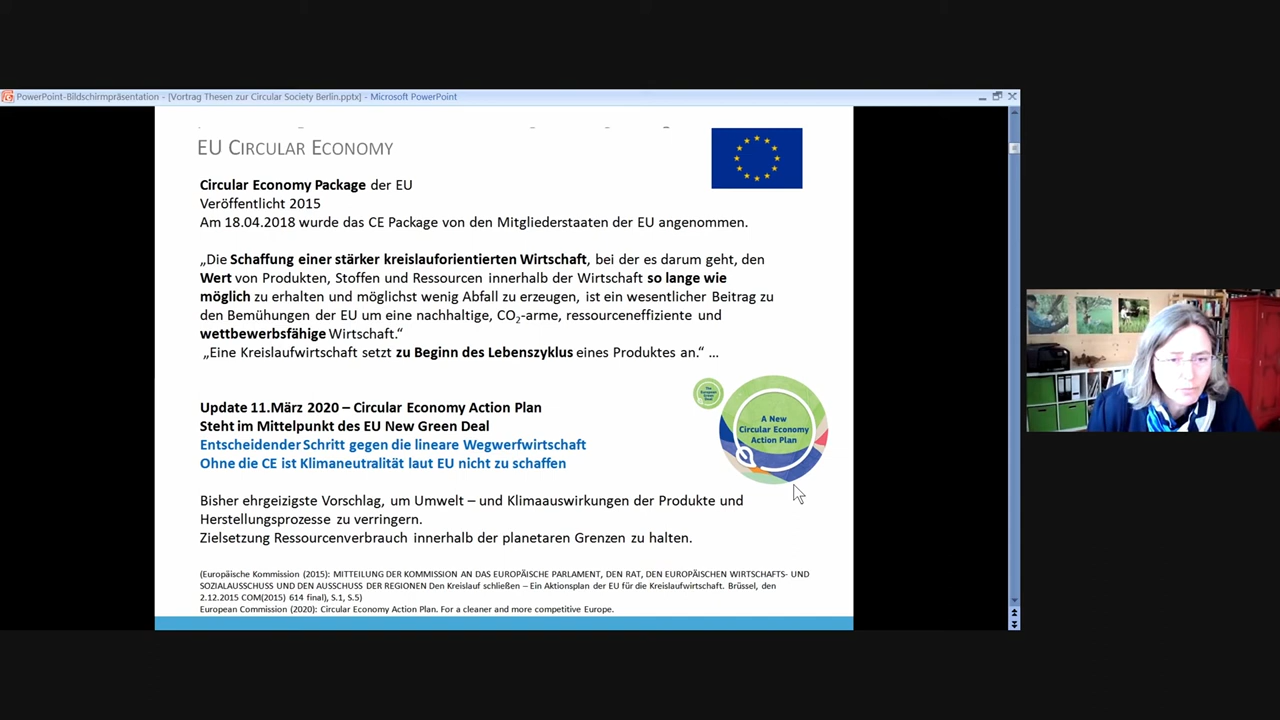 PowerPoint-Bildschirmpräsentation - [Vortrag Thesen zur Circular Society Berlin.pptx] - Microsoft PowerPoint
EU CIRCULAR ECONOMY
Circular Economy Package der EU
Veröffentlicht 2015
Am 18.04.2018 wurde das CE Package von den Mitgliederstaaten der EU angenommen.
„Die Schaffung einer stärker kreislauforientierten Wirtschaft, bei der es darum geht, den
Wert von Produkten, Stoffen und Ressourcen innerhalb der Wirtschaft so lange wie
möglich zu erhalten und möglichst wenig Abfall zu erzeugen, ist ein wesentlicher Beitrag zu
den Bemühungen der EU um eine nachhaltige, CO₂-arme, ressourceneffiziente und
wettbewerbsfähige Wirtschaft.“
„Eine Kreislaufwirtschaft setzt zu Beginn des Lebenszyklus eines Produktes an.“ …
Update 11.März 2020 – Circular Economy Action Plan
Steht im Mittelpunkt des EU New Green Deal
Entscheidender Schritt gegen die lineare Wegwerfwirtschaft
Ohne die CE ist Klimaneutralität laut EU nicht zu schaffen
The
European
Green
Deal
A New
Circular Economy
Action Plan
Bisher ehrgeizigste Vorschlag, um Umwelt – und Klimaauswirkungen der Produkte und
Herstellungsprozesse zu verringern.
Zielsetzung Ressourcenverbrauch innerhalb der planetaren Grenzen zu halten.
(Europäische Kommission (2015): MITTEILUNG DER KOMMISSION AN DAS EUROPÄISCHE PARLAMENT, DEN RAT, DEN EUROPÄISCHEN WIRTSCHAFTS- UND
SOZIALAUSSCHUSS UND DEN AUSSCHUSS DER REGIONEN Den Kreislauf schließen – Ein Aktionsplan der EU für die Kreislaufwirtschaft. Brüssel, den
2.12.2015 COM(2015) 614 final), S.1, S.5)
European Commission (2020): Circular Economy Action Plan. For a cleaner and more competitive Europe.